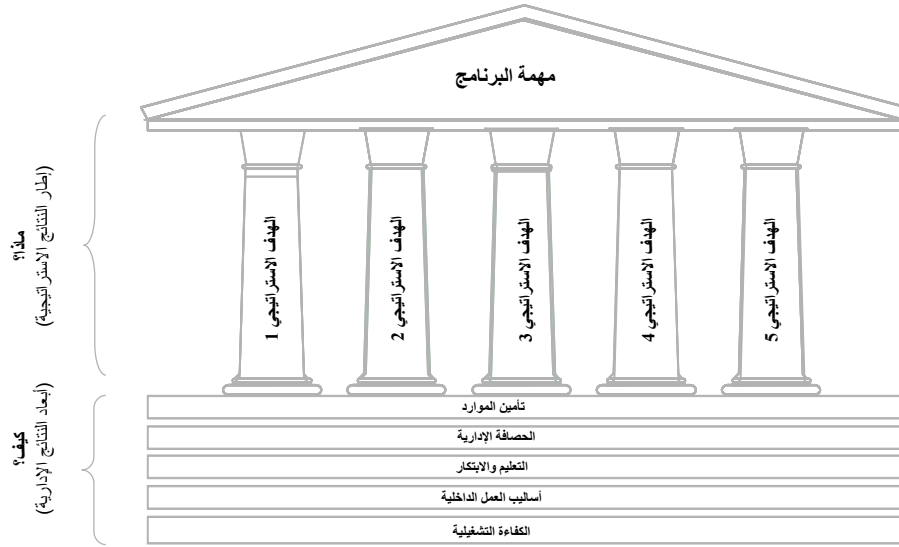 مهمة البرنامج
ماذا؟
(إطار النتائج الاستراتيجية)
الهدف الاستراتيجي 1
الهدف الاستراتيجي 2
الهدف الاستراتيجي 3
الهدف الاستراتيجي 4
الهدف الاستراتيجي 5
كيف؟
(أبعاد النتائج الإدارية)
تأمين الموارد
الحصافة الإدارية
التعليم والابتكار
أساليب العمل الداخلية
الكفاءة التشغيلية